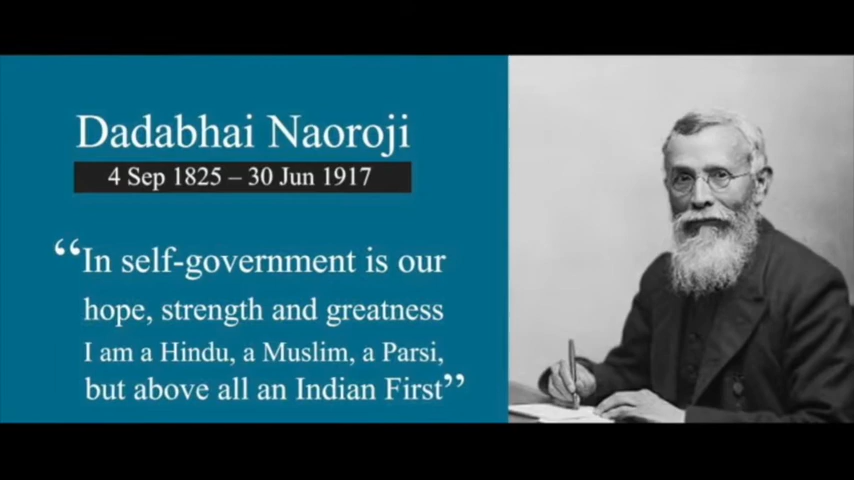 Dadabhai Naoroji
4 Sep 1825 – 30 Jun 1917
“In self-government is our
hope, strength and greatness
I am a Hindu, a Muslim, a Parsi,
but above all an Indian First”